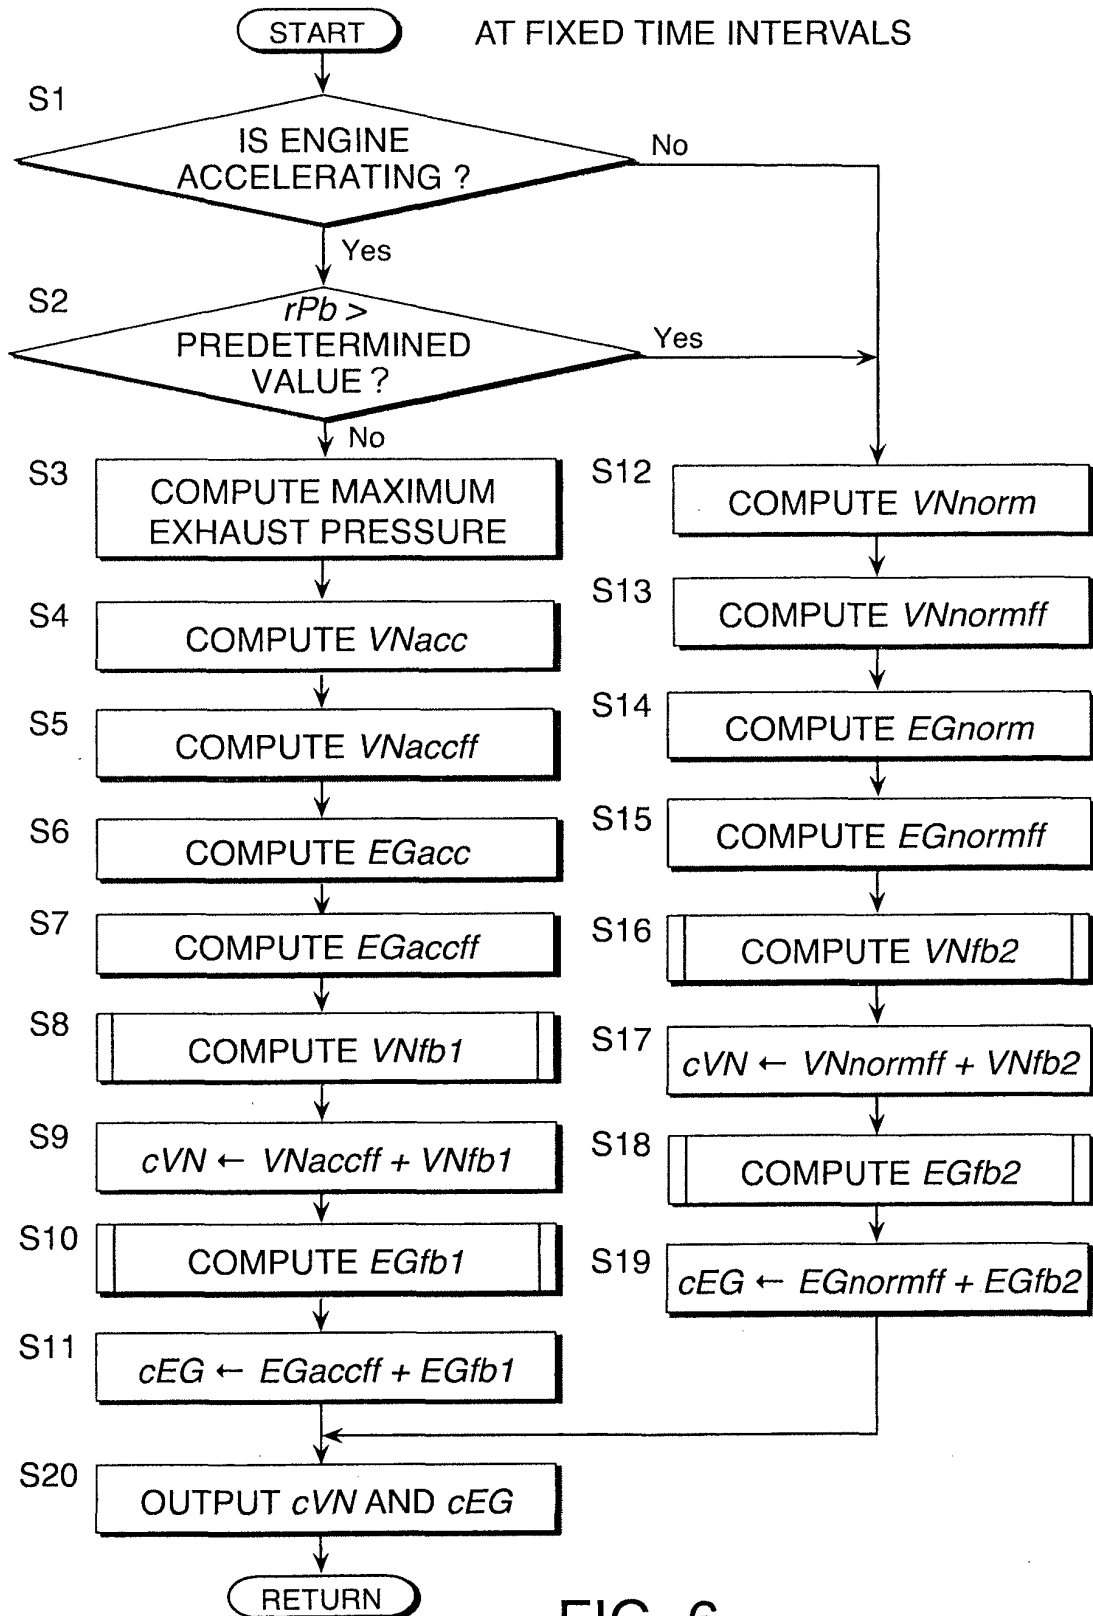 START
AT FIXED TIME INTERVALS
S1
IS ENGINE
ACCELERATING ?
No
Yes
S2
rPb >
PREDETERMINED
VALUE ?
Yes
No
S3
COMPUTE MAXIMUM
EXHAUST PRESSURE
S4
COMPUTE VNacc
S5
COMPUTE VNaccff
S6
COMPUTE EGacc
S7
COMPUTE EGaccff
S8
COMPUTE VNfb1
S9
cVN ← VNaccff + VNfb1
S10
COMPUTE EGfb1
S11
cEG ← EGaccff + EGfb1
S12
COMPUTE VNnorm
S13
COMPUTE VNnormff
S14
COMPUTE EGnorm
S15
COMPUTE EGnormff
S16
COMPUTE VNfb2
S17
cVN ← VNnormff + VNfb2
S18
COMPUTE EGfb2
S19
cEG ← EGnormff + EGfb2
S20
OUTPUT cVN AND cEG
RETURN
FIG. 6